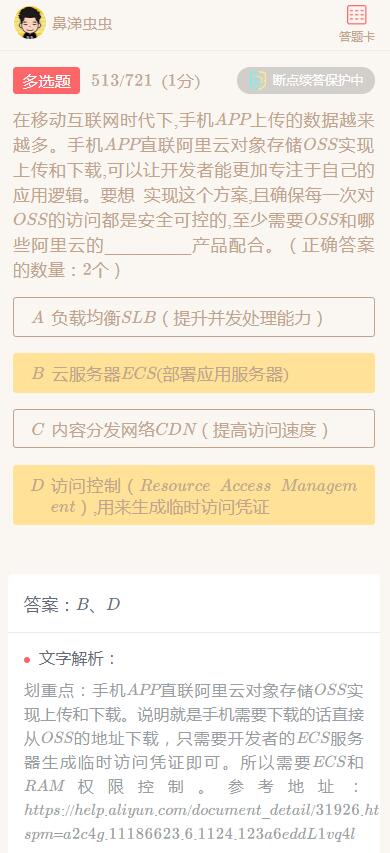 鼻涕虫虫
答题卡
多选题 513/721 (1分) 断点续答保护中
在移动互联网时代下,手机APP上传的数据越来
越多。手机APP直联阿里云对象存储OSS实现
上传和下载,可以让开发者能更加专注于自己的
应用逻辑。要想 实现这个方案,且确保每一次对
OSS的访问都是安全可控的,至少需要OSS和哪
些阿里云的________产品配合。（正确答案
的数量：2个）
A 负载均衡SLB（提升并发处理能力）
B 云服务器ECS(部署应用服务器)
C 内容分发网络CDN（提高访问速度）
D 访问控制（Resource Access Managem
ent）,用来生成临时访问凭证
答案：B、D
文字解析：
划重点：手机APP直联阿里云对象存储OSS实
现上传和下载。说明就是手机需要下载的话直接
从OSS的地址下载，只需要开发者的ECS服务
器生成临时访问凭证即可。所以需要ECS和
RAM权限控制。参考地址：
https://help.aliyun.com/document_detail/31926.ht
spm=a2c4g.11186623.6.1124.123a6eddL1vq4l